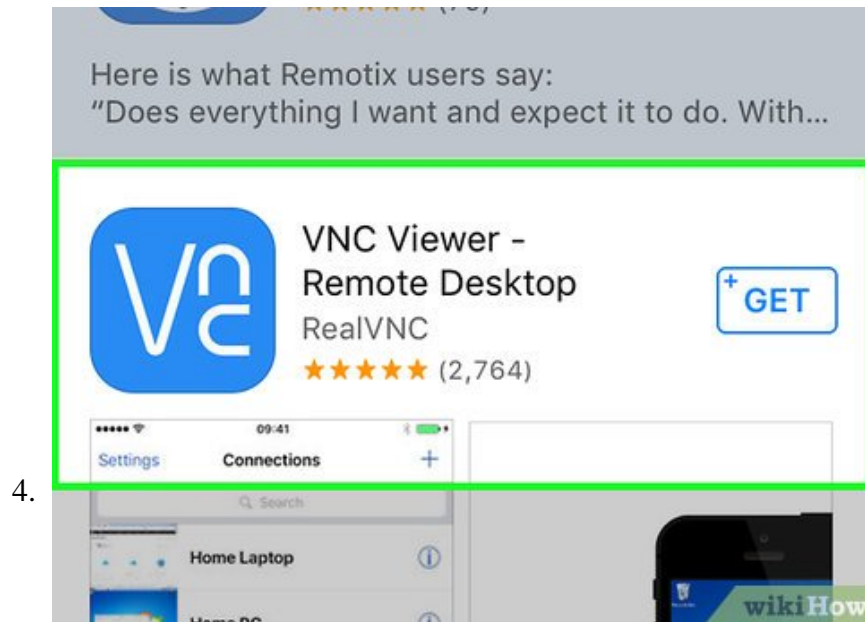 Here is what Remotix users say:
“Does everything I want and expect it to do. With...
Vnc
VNC Viewer -
Remote Desktop
RealVNC
★★★★★ (2,764)
+ GET
09:41
Settings Connections +
Search
4.
Home Laptop
wikiHow